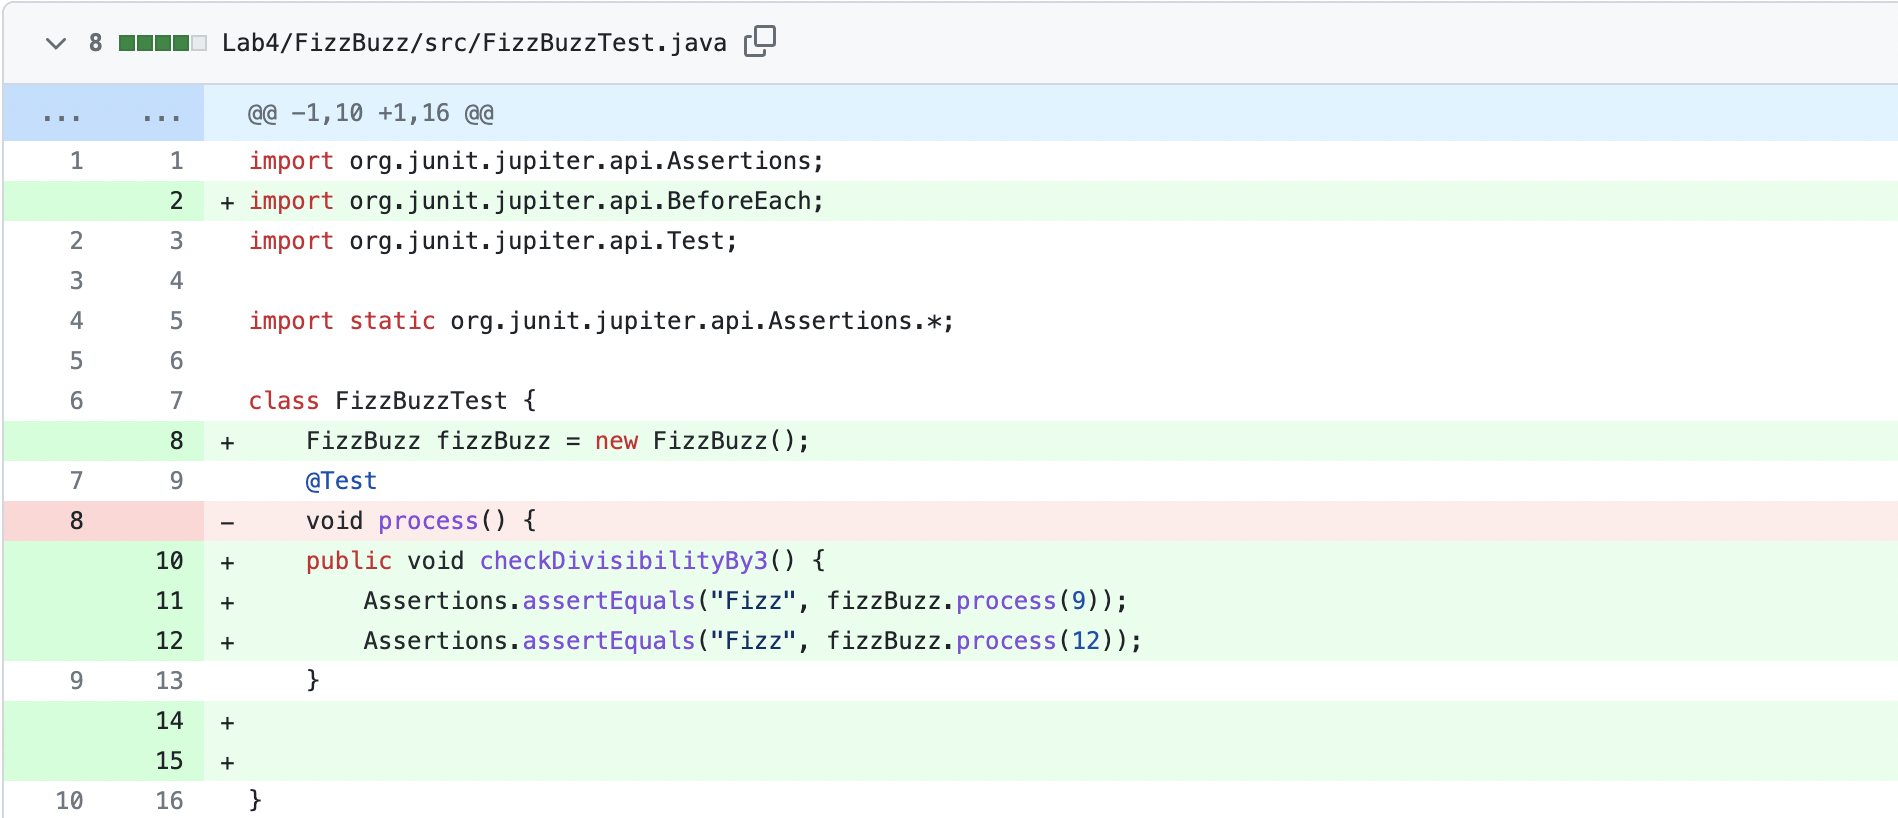 8 Lab4/FizzBuzz/src/FizzBuzzTest.java
... ... @@ -1,10 +1,16 @@
1 1 import org.junit.jupiter.api.Assertions;
2 + import org.junit.jupiter.api.BeforeEach;
2 3 import org.junit.jupiter.api.Test;
3 4
4 5 import static org.junit.jupiter.api.Assertions.*;
5 6
6 7 class FizzBuzzTest {
8 + FizzBuzz fizzBuzz = new FizzBuzz();
7 9 @Test
8 - void process() {
10 + public void checkDivisibilityBy3() {
11 + Assertions.assertEquals("Fizz", fizzBuzz.process(9));
12 + Assertions.assertEquals("Fizz", fizzBuzz.process(12));
9 13 }
14 +
15 +
10 16 }